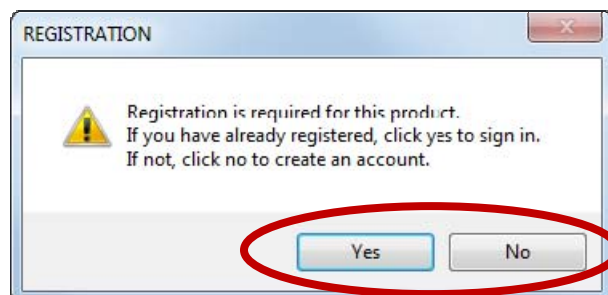 REGISTRATION
Registration is required for this product.
If you have already registered, click yes to sign in.
If not, click no to create an account.
Yes
No